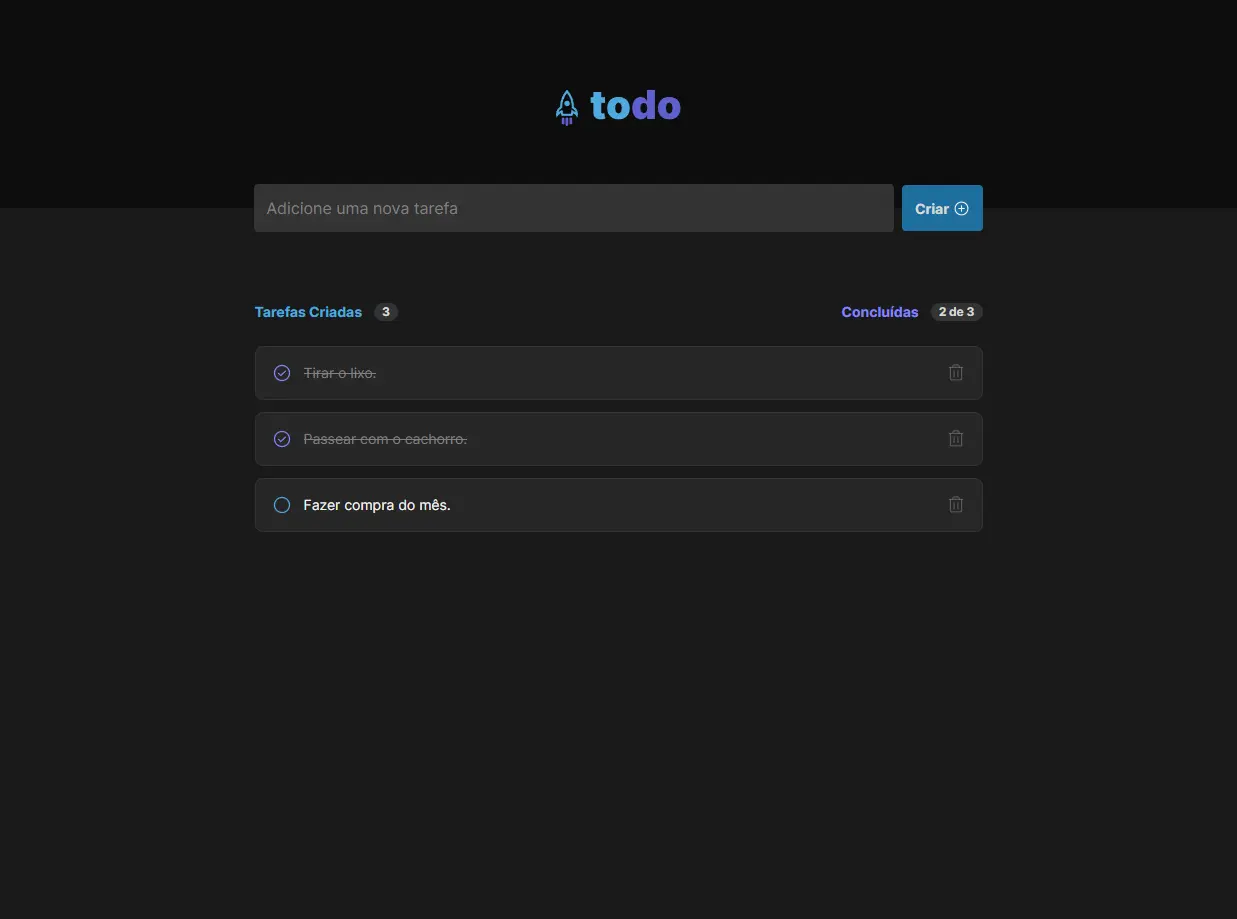 todo
Adicione uma nova tarefa
Criar
Tarefas Criadas 3
Concluídas 2 de 3
Tirar o lixo.
Passear com o cachorro.
Fazer compra do mês.